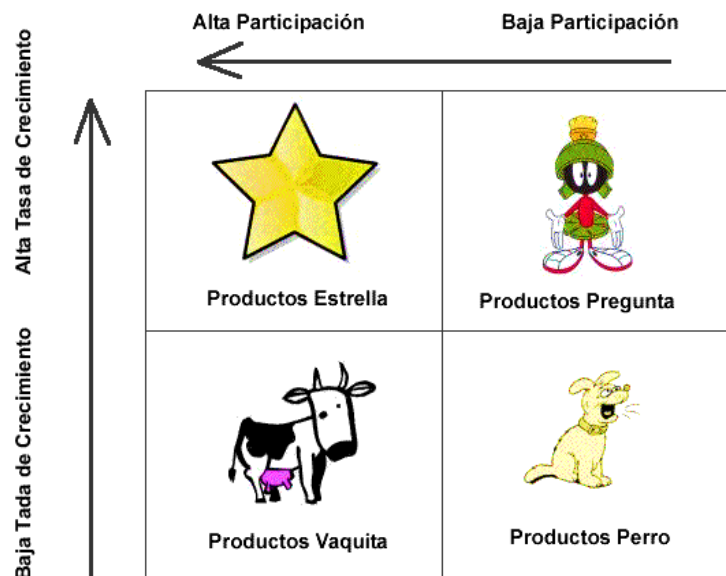 Alta Participación
Baja Participación
Alta Tasa de Crecimiento
Productos Estrella
Productos Pregunta
Baja Tada de Crecimiento
Productos Vaquita
Productos Perro